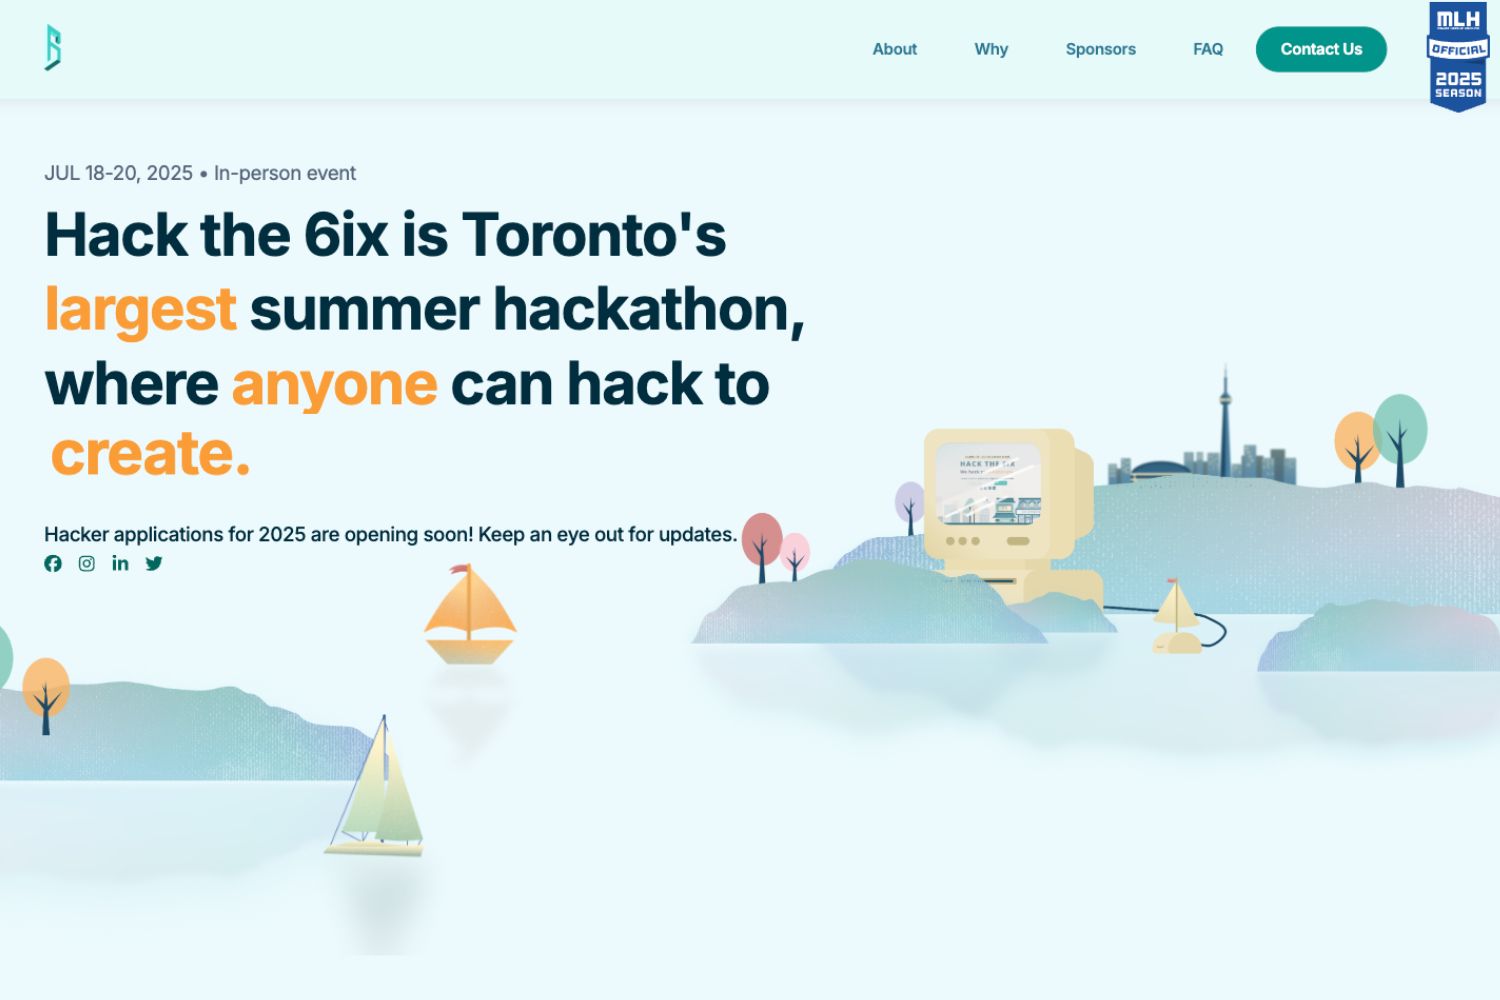 About Why Sponsors FAQ Contact Us
MLH
OFFICIAL
2025
SEASON
JUL 18-20, 2025 • In-person event
Hack the 6ix is Toronto's
largest summer hackathon,
where anyone can hack to
create.
HACK THE 6IX
Hacker applications for 2025 are opening soon! Keep an eye out for updates.